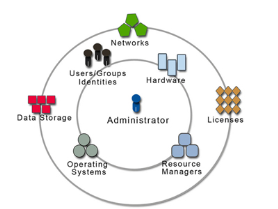 Networks
Users/Groups
Identities
Hardware
Data Storage
Administrator
Licenses
Operating
Systems
Resource
Managers